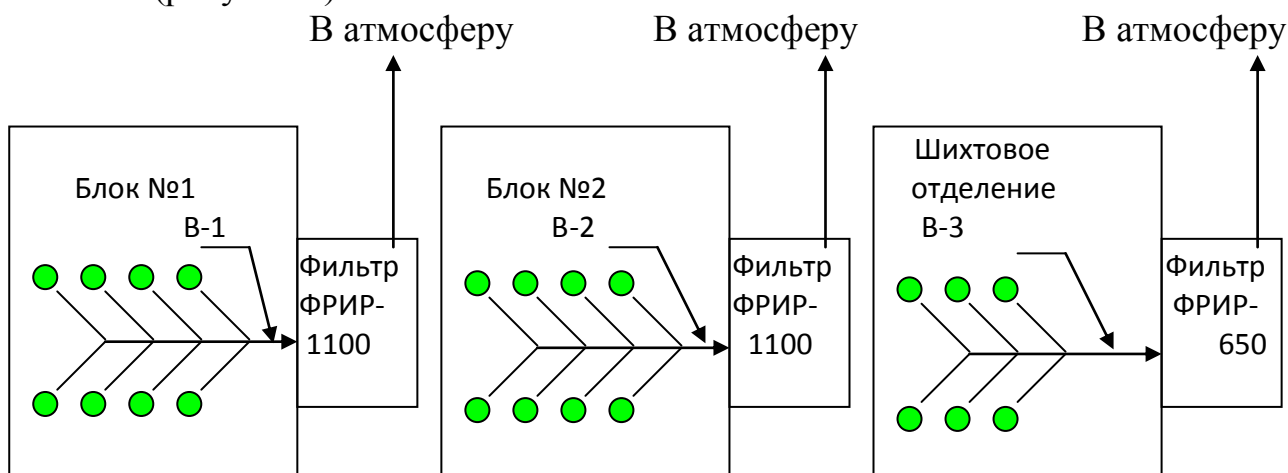 В атмосферу
В атмосферу
В атмосферу
Блок №1
В-1
Фильтр
ФРИР-
1100
Блок №2
В-2
Фильтр
ФРИР-
1100
Шихтовое
отделение
В-3
Фильтр
ФРИР-
650